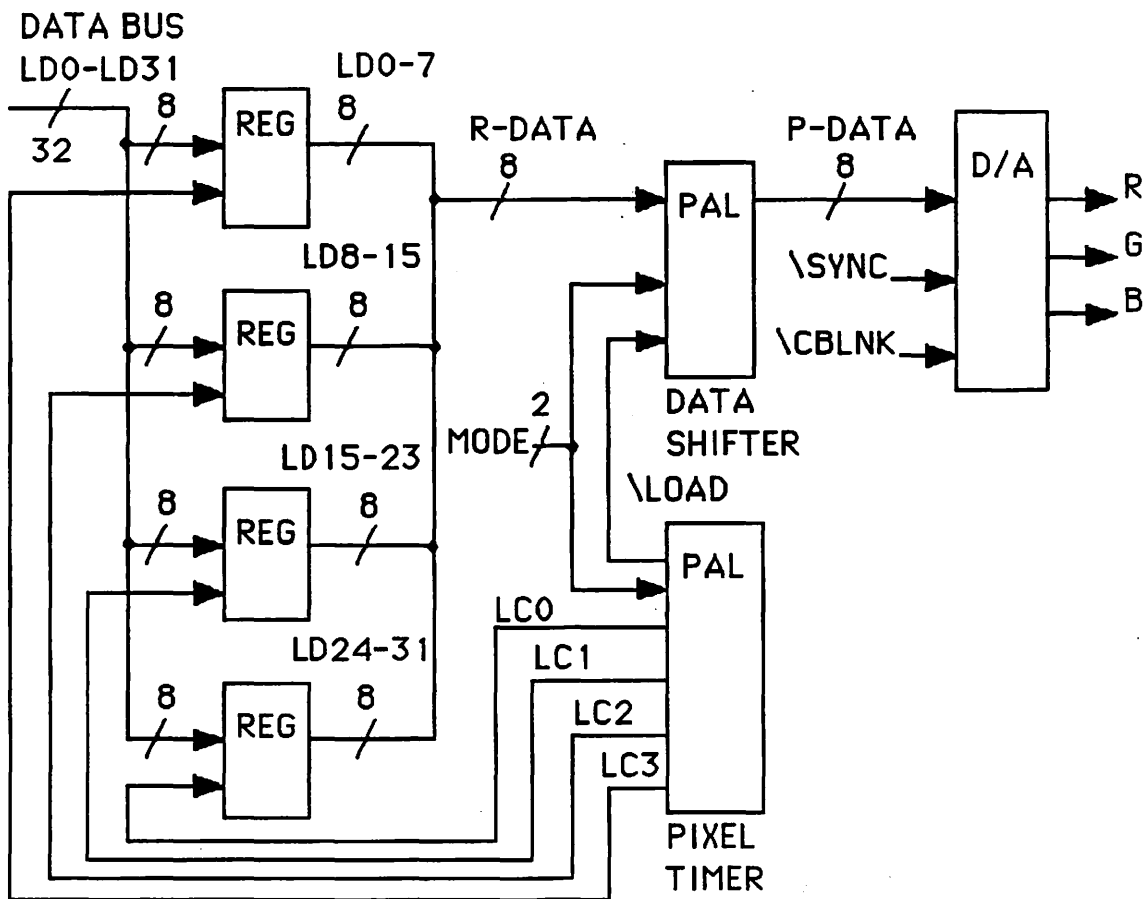 DATA BUS
LD0-LD31
32
8
REG
8
LD0-7
R-DATA
8
PAL
P-DATA
8
D/A
R
G
B
\SYNC
\CBLNK
LD8-15
8
REG
8
DATA
SHIFTER
2
MODE
\LOAD
LD15-23
8
REG
8
PAL
LC0
LC1
LC2
LC3
LD24-31
8
REG
8
PIXEL
TIMER